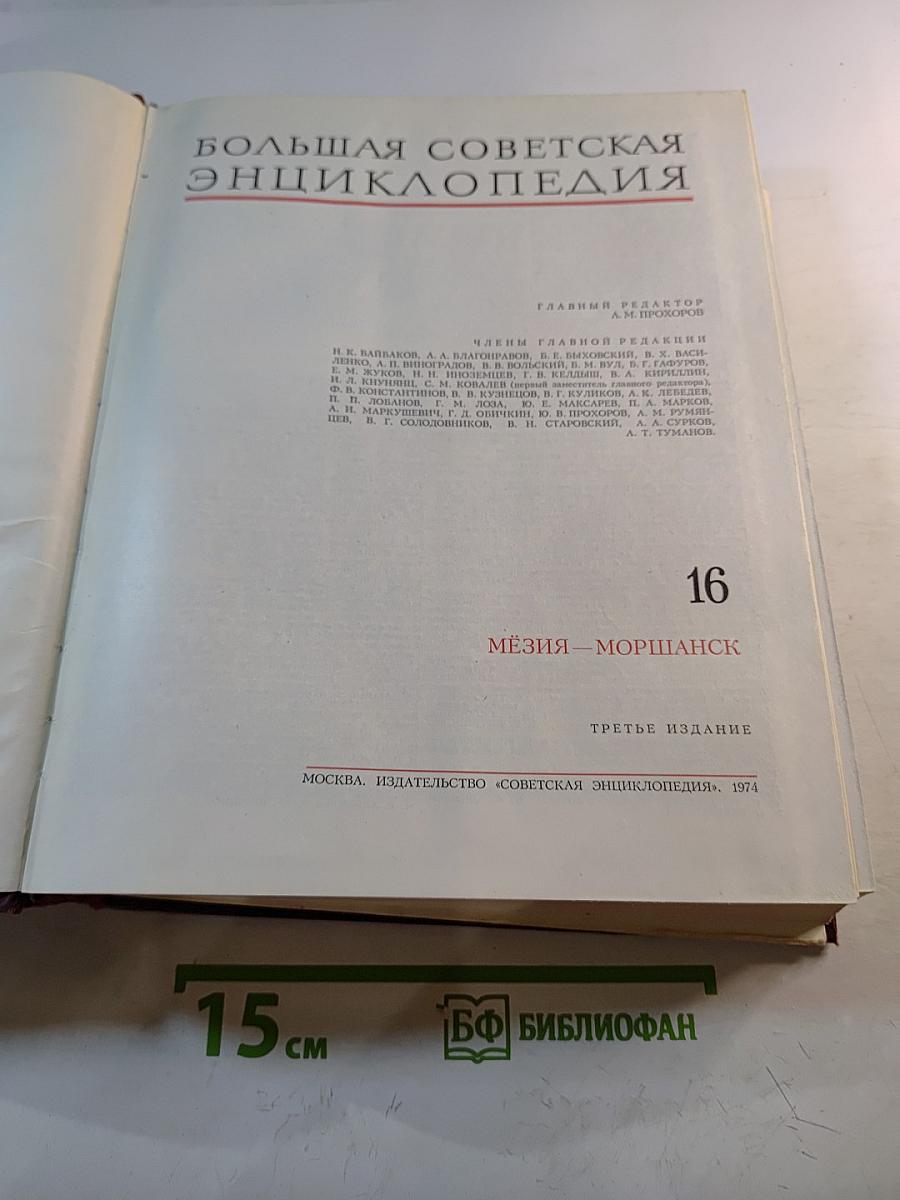 БОЛЬШАЯ СОВЕТСКАЯ
ЭНЦИКЛОПЕДИЯ
ГЛАВНЫЙ РЕДАКТОР
А. М. ПРОХОРОВ
ЧЛЕНЫ ГЛАВНОЙ РЕДАКЦИИ
Н. К. БАЙБАКОВ, А. А. БЛАГОНРАВОВ, Б. Е. БЫХОВСКИЙ, В. Х. ВАСИ-
ЛЕНКО, А. П. ВИНОГРАДОВ, В. В. ВОЛЬСКИЙ, Б. М. ВУЛ, Б. Г. ГАФУРОВ,
Е. М. ЖУКОВ, Н. Н. ИНОЗЕМЦЕВ, Г. В. КЕЛДЫШ, В. А. КИРИЛЛИН,
И. Л. КНУНЯНЦ, С. М. КОВАЛЕВ (первый заместитель главного редактора),
Ф. В. КОНСТАНТИНОВ, В. В. КУЗНЕЦОВ, В. Г. КУЛИКОВ, А. К. ЛЕБЕДЕВ,
П. П. ЛОБАНОВ, Г. М. ЛОЗА, Ю. Е. МАКСАРЕВ, П. А. МАРКОВ,
А. И. МАРКУШЕВИЧ, Г. Д. ОБИЧКИН, Ю. В. ПРОХОРОВ, А. М. РУМЯН-
ЦЕВ, В. Г. СОЛОДОВНИКОВ, В. Н. СТАРОВСКИЙ, А. А. СУРКОВ,
А. Т. ТУМАНОВ.
16
МЁЗИЯ—МОРШАНСК
ТРЕТЬЕ ИЗДАНИЕ
МОСКВА. ИЗДАТЕЛЬСТВО «СОВЕТСКАЯ ЭНЦИКЛОПЕДИЯ». 1974
15 см
БФ БИБЛИОФАН